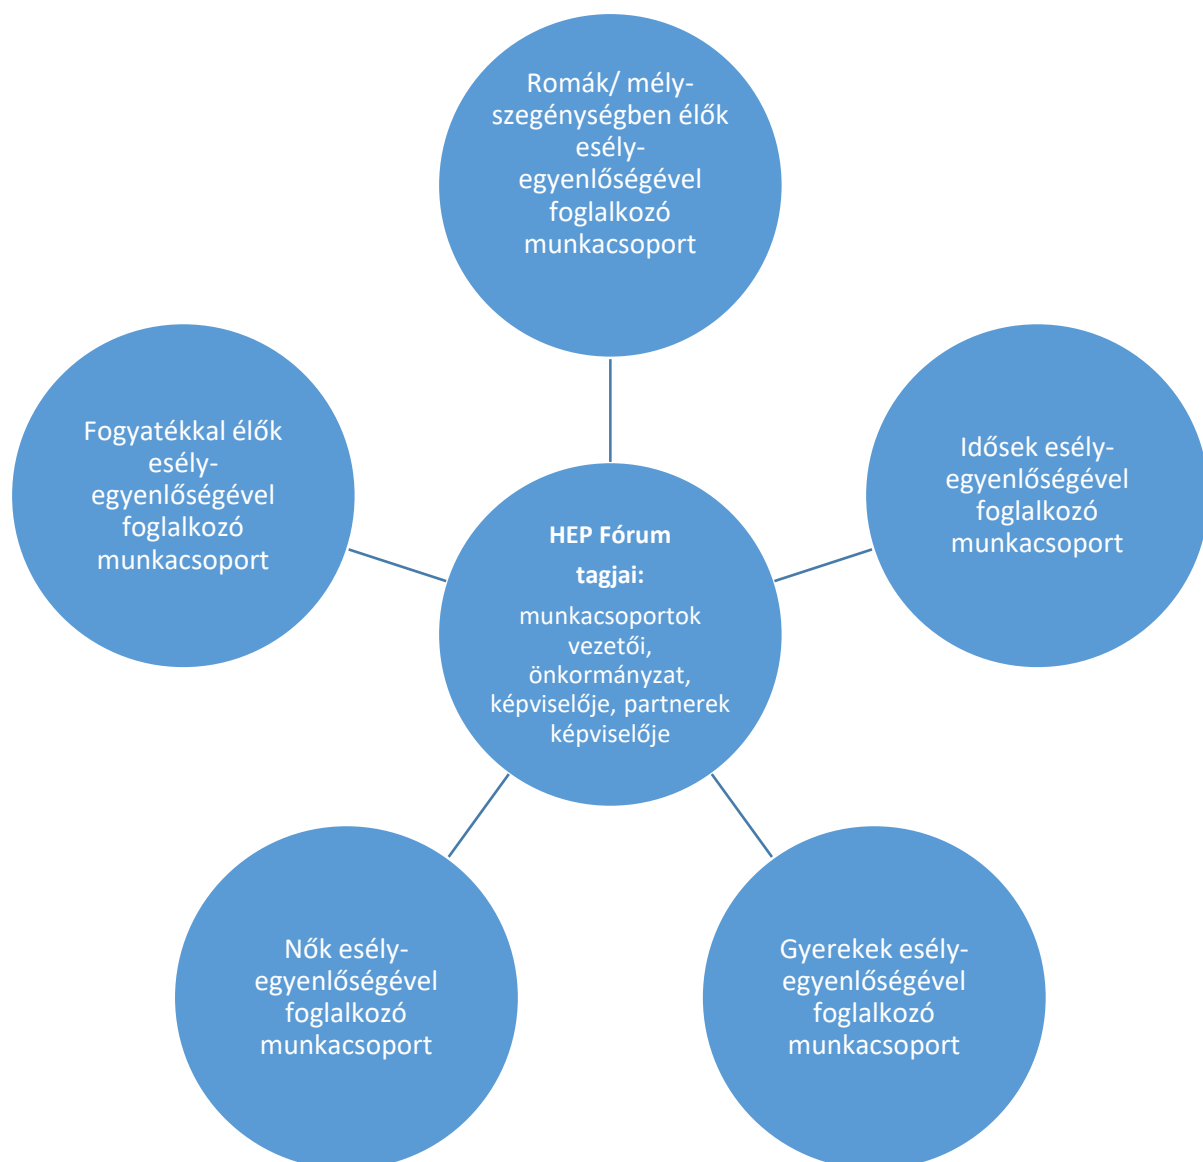 Romák/ mély-
szegénységben élők
esély-
egyenlőségével
foglalkozó
munkacsoport
Fogyatékkal élők
esély-
egyenlőségével
foglalkozó
munkacsoport
Idősek esély-
egyenlőségével
foglalkozó
munkacsoport
HEP Fórum
tagjai:
munkacsoportok
vezetői,
önkormányzat,
képviselője, partnerek
képviselője
Nők esély-
egyenlőségével
foglalkozó
munkacsoport
Gyerekek esély-
egyenlőségével
foglalkozó
munkacsoport